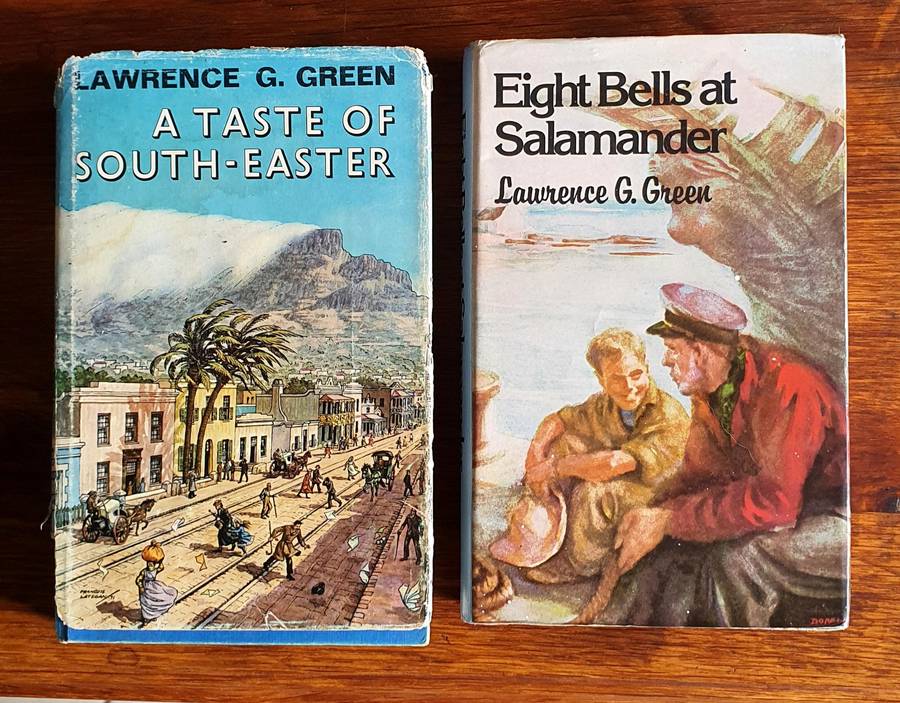 LAWRENCE G. GREEN
A TASTE OF
SOUTH-EASTER
Eight Bells at
Salamander
Lawrence G. Green